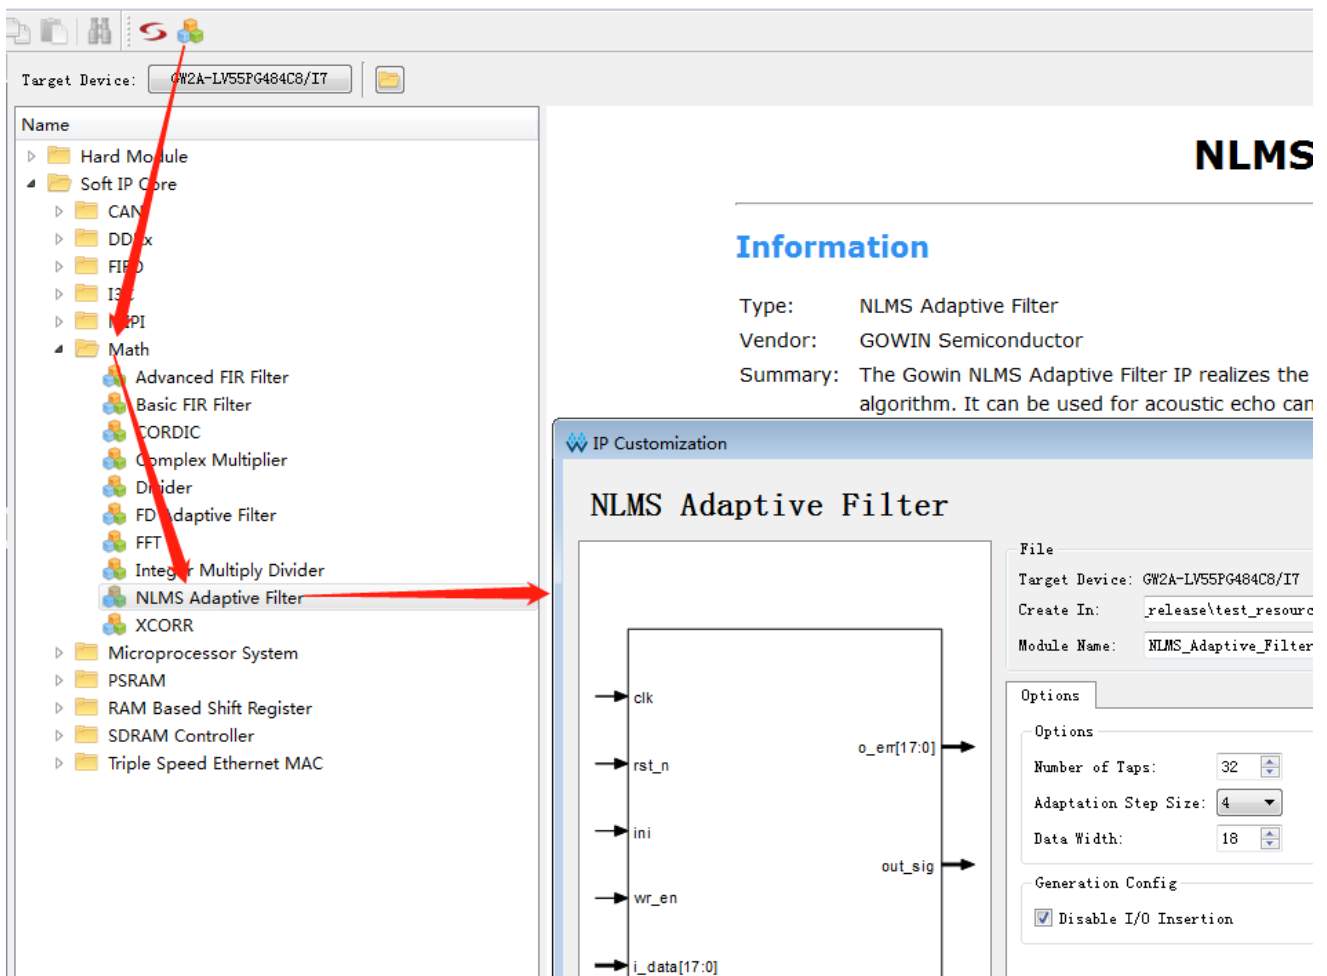 Target Device: GW2A-LV55PG484C8/I7
Name
Hard Module
Soft IP Core
CAN
DDRx
FIFO
I3C
MIPI
Math
Advanced FIR Filter
Basic FIR Filter
CORDIC
Complex Multiplier
Divider
FD Adaptive Filter
FFT
Integer Multiply Divider
NLMS Adaptive Filter
XCORR
Microprocessor System
PSRAM
RAM Based Shift Register
SDRAM Controller
Triple Speed Ethernet MAC
NLMS
Information
Type: NLMS Adaptive Filter
Vendor: GOWIN Semiconductor
Summary: The Gowin NLMS Adaptive Filter IP realizes the
algorithm. It can be used for acoustic echo can
IP Customization
NLMS Adaptive Filter
clk
rst_n
ini
wr_en
i_data[17:0]
o_err[17:0]
out_sig
File
Target Device: GW2A-LV55PG484C8/I7
Create In: _release\test_resourc
Module Name: NLMS_Adaptive_Filter
Options
Options
Number of Taps: 32
Adaptation Step Size: 4
Data Width: 18
Generation Config
Disable I/O Insertion